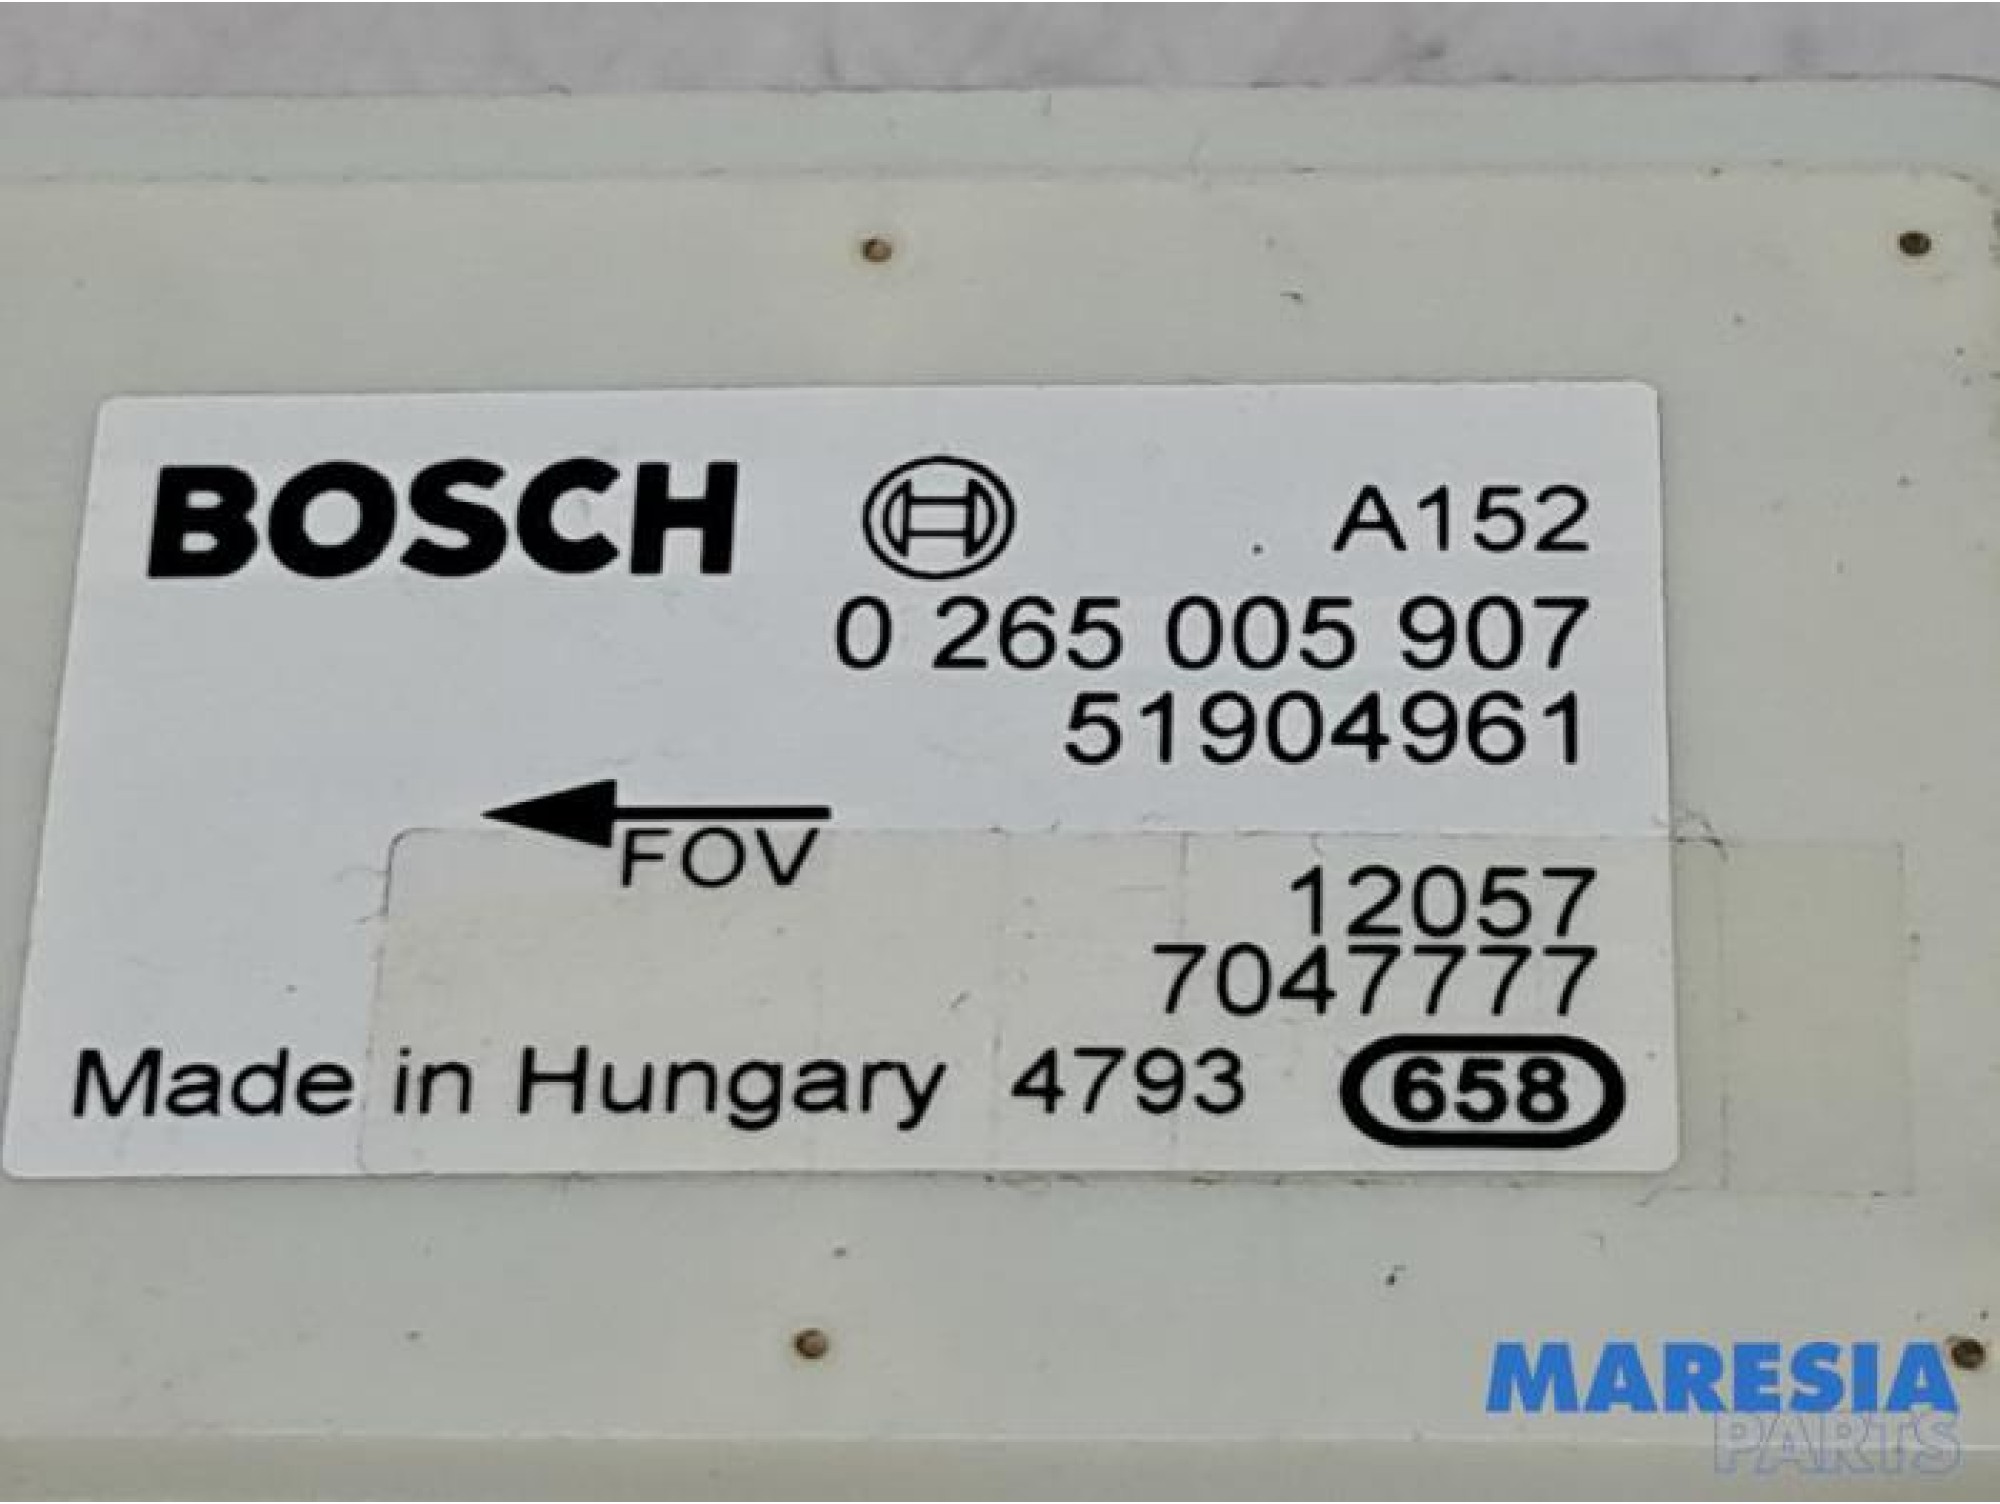 BOSCH A152
0 265 005 907
51904961
FOV
12057
7047777
Made in Hungary 4793 658
MARESIA
PARTS